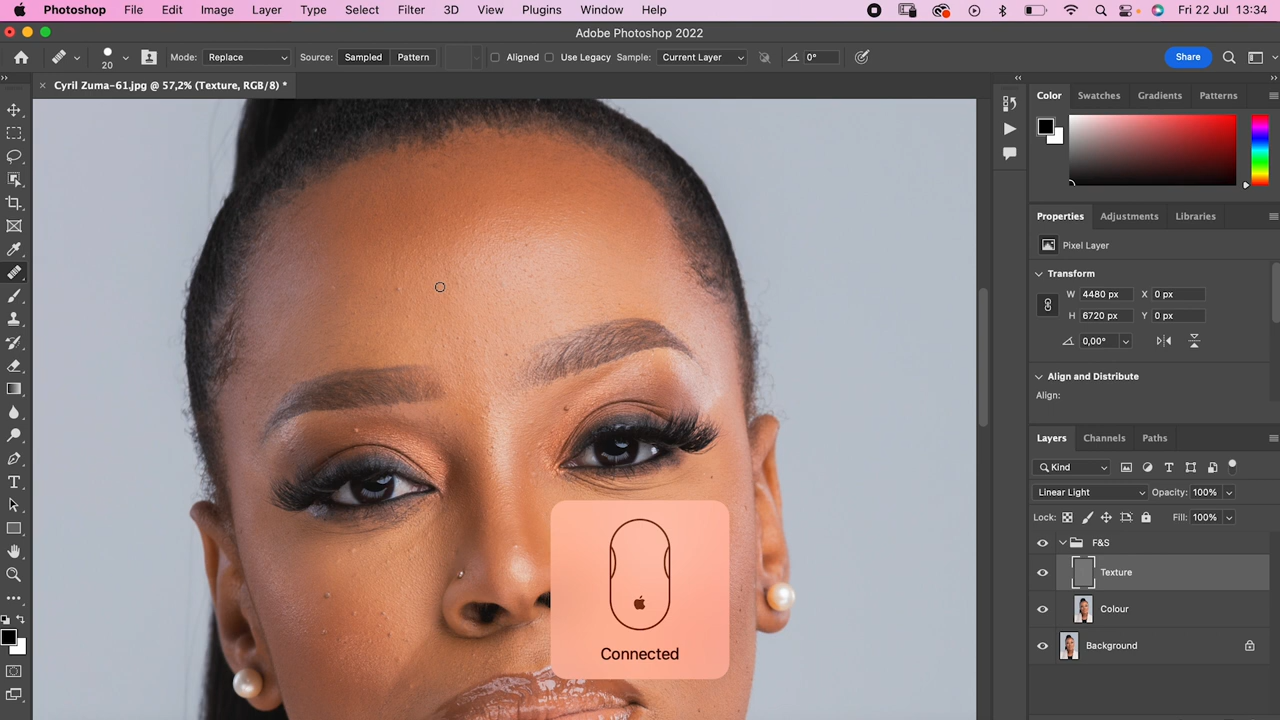 Photoshop File Edit Image Layer Type Select Filter 3D View Plugins Window Help Fri 22 Jul 13:34
Adobe Photoshop 2022
20 Mode: Replace Source: Sampled Pattern Aligned Use Legacy Sample: Current Layer 0° Share
Cyril Zuma-61.jpg @ 57,2% (Texture, RGB/8) *
Color Swatches Gradients Patterns
Properties Adjustments Libraries
Pixel Layer
Transform
W 4480 px X 0 px
H 6720 px Y 0 px
0,00°
Align and Distribute
Align:
Layers Channels Paths
Kind
Linear Light Opacity: 100%
Lock: Fill: 100%
F&S
Texture
Colour
Background
Connected